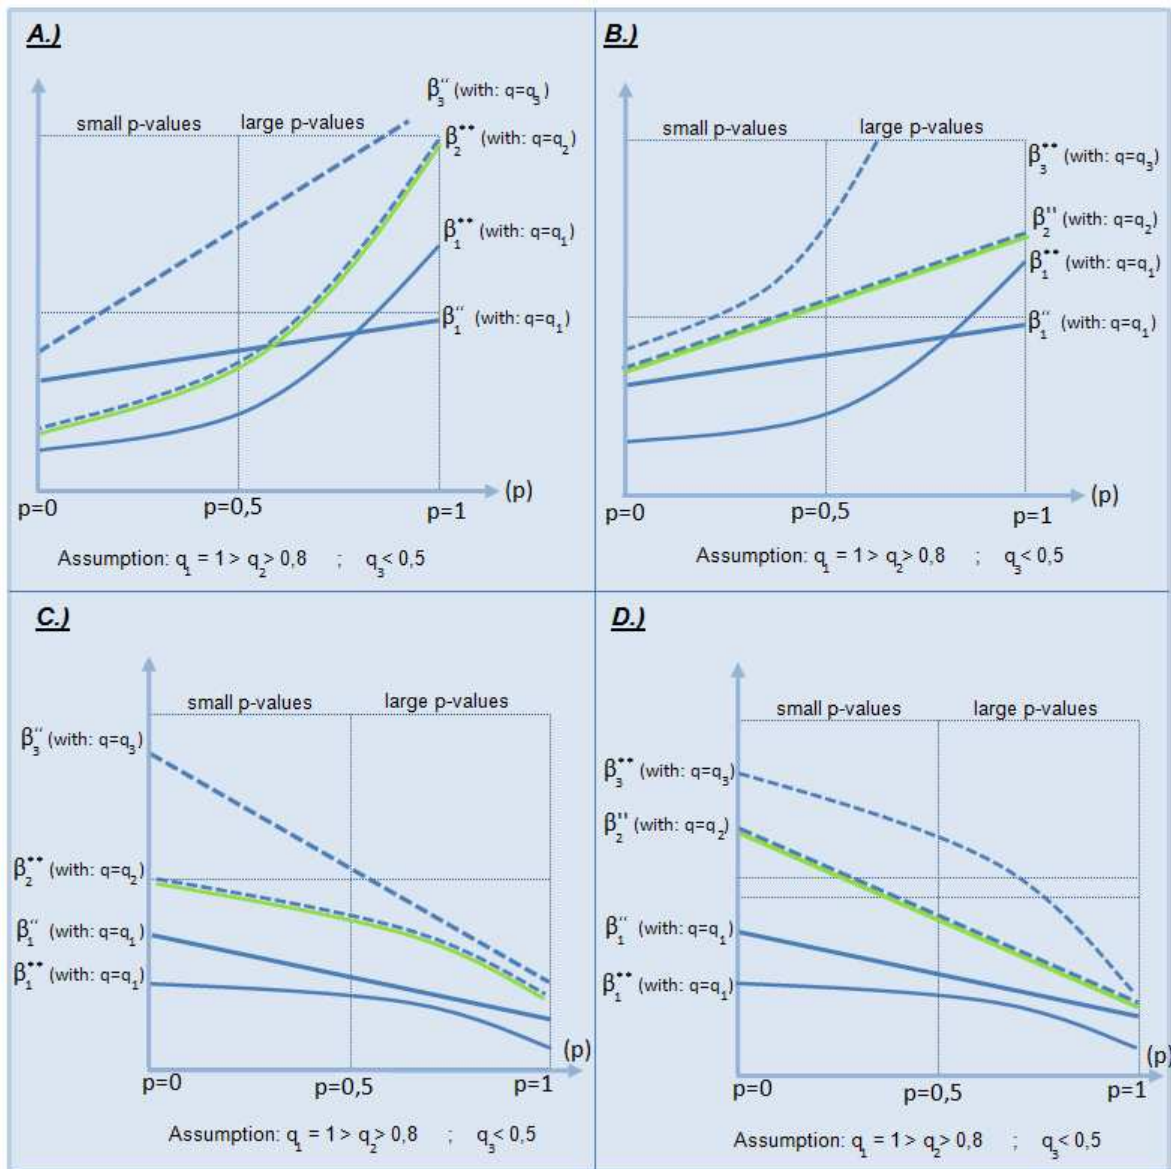 A.)
β₃′′ (with: q=q₃)
small p-values large p-values
β₂** (with: q=q₂)
β₁** (with: q=q₁)
β₁′′ (with: q=q₁)
(p)
p=0 p=0,5 p=1
Assumption: q₁ = 1 > q₂ > 0,8 ; q₃ < 0,5
B.)
small p-values large p-values
β₃** (with: q=q₃)
β₂′′ (with: q=q₂)
β₁** (with: q=q₁)
β₁′′ (with: q=q₁)
(p)
p=0 p=0,5 p=1
Assumption: q₁ = 1 > q₂ > 0,8 ; q₃ < 0,5
C.)
small p-values large p-values
β₃′′ (with: q=q₃)
β₂** (with: q=q₂)
β₁′′ (with: q=q₁)
β₁** (with: q=q₁)
(p)
p=0 p=0,5 p=1
Assumption: q₁ = 1 > q₂ > 0,8 ; q₃ < 0,5
D.)
small p-values large p-values
β₃** (with: q=q₃)
β₂′′ (with: q=q₂)
β₁′′ (with: q=q₁)
β₁** (with: q=q₁)
(p)
p=0 p=0,5 p=1
Assumption: q₁ = 1 > q₂ > 0,8 ; q₃ < 0,5